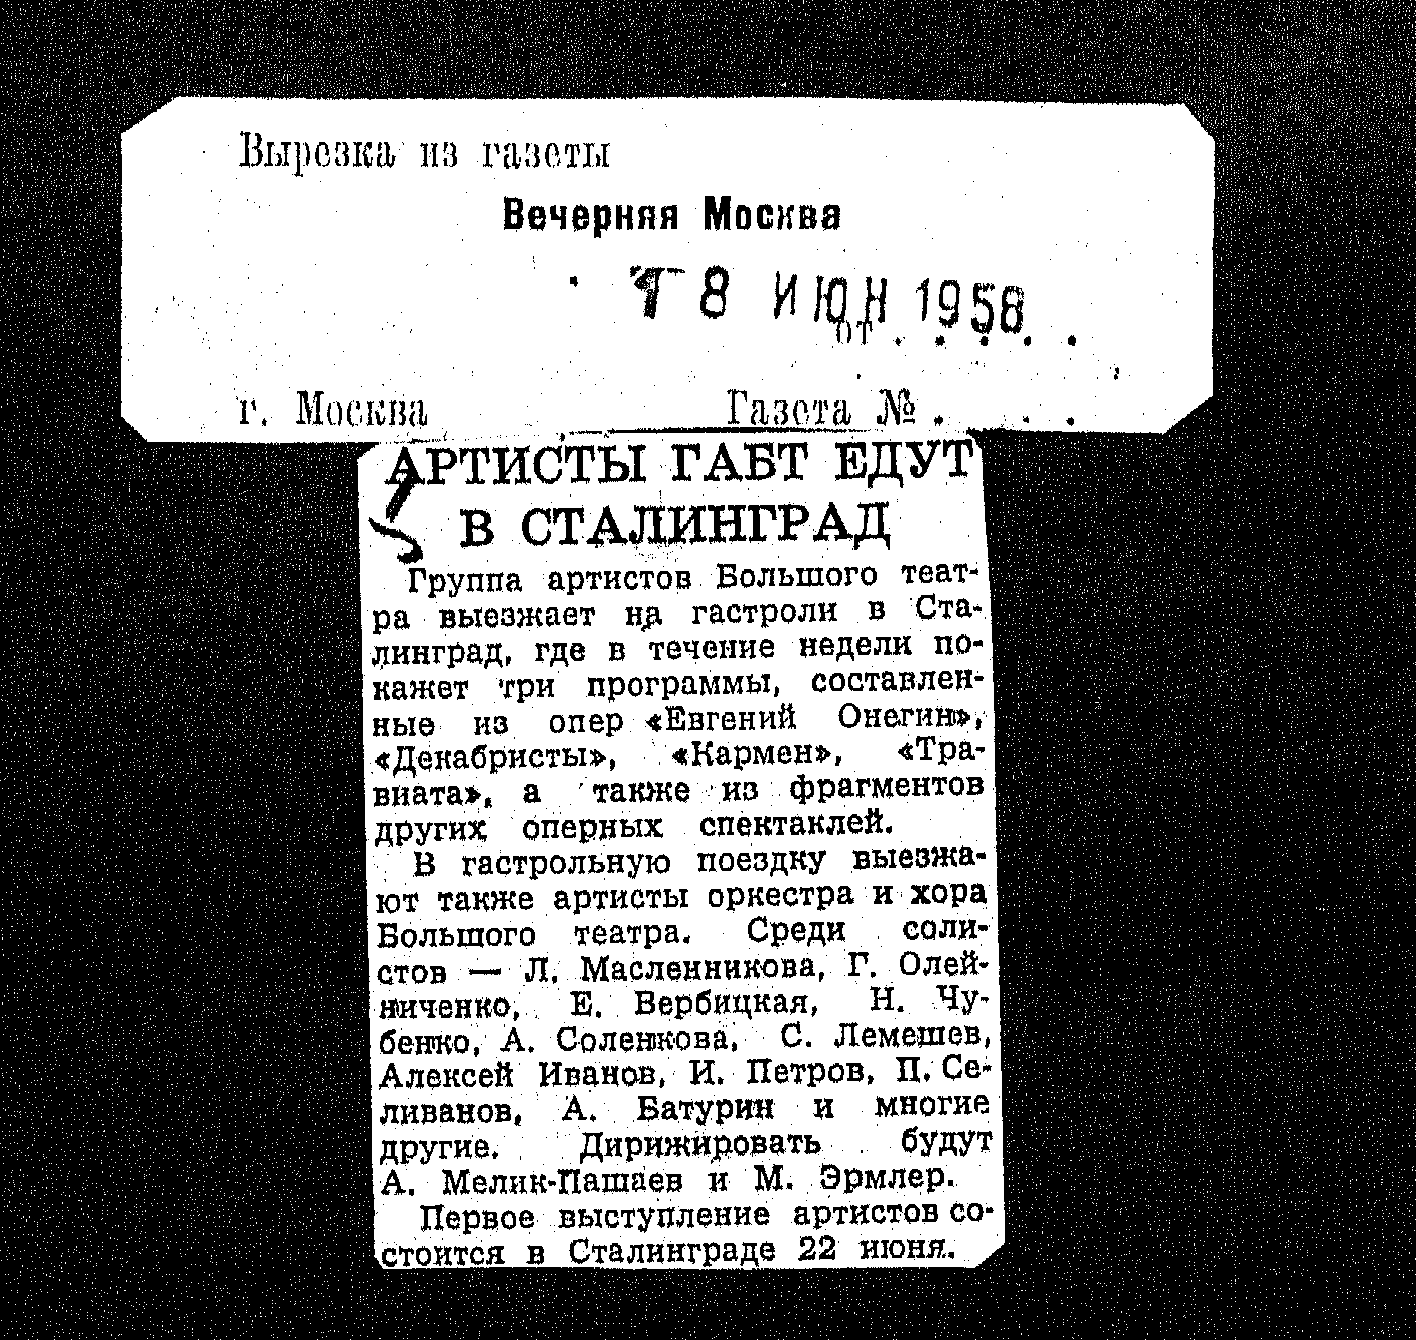 Вырезка из газеты
Вечерняя Москва
18 ИЮН 1958
от . . . . .
г. Москва Газета № . . . .
АРТИСТЫ ГАБТ ЕДУТ
В СТАЛИНГРАД
Группа артистов Большого теат-
ра выезжает на гастроли в Ста-
линград, где в течение недели по-
кажет три программы, составлен-
ные из опер «Евгений Онегин»,
«Декабристы», «Кармен», «Тра-
виата», а также из фрагментов
других оперных спектаклей.
В гастрольную поездку выезжа-
ют также артисты оркестра и хора
Большого театра. Среди соли-
стов — Л. Масленникова, Г. Олей-
ниченко, Е. Вербицкая, Н. Чу-
бенко, А. Соленкова, С. Лемешев,
Алексей Иванов, И. Петров, П. Се-
ливанов, А. Батурин и многие
другие. Дирижировать будут
А. Мелик-Пашаев и М. Эрмлер.
Первое выступление артистов со-
стоится в Сталинграде 22 июня.